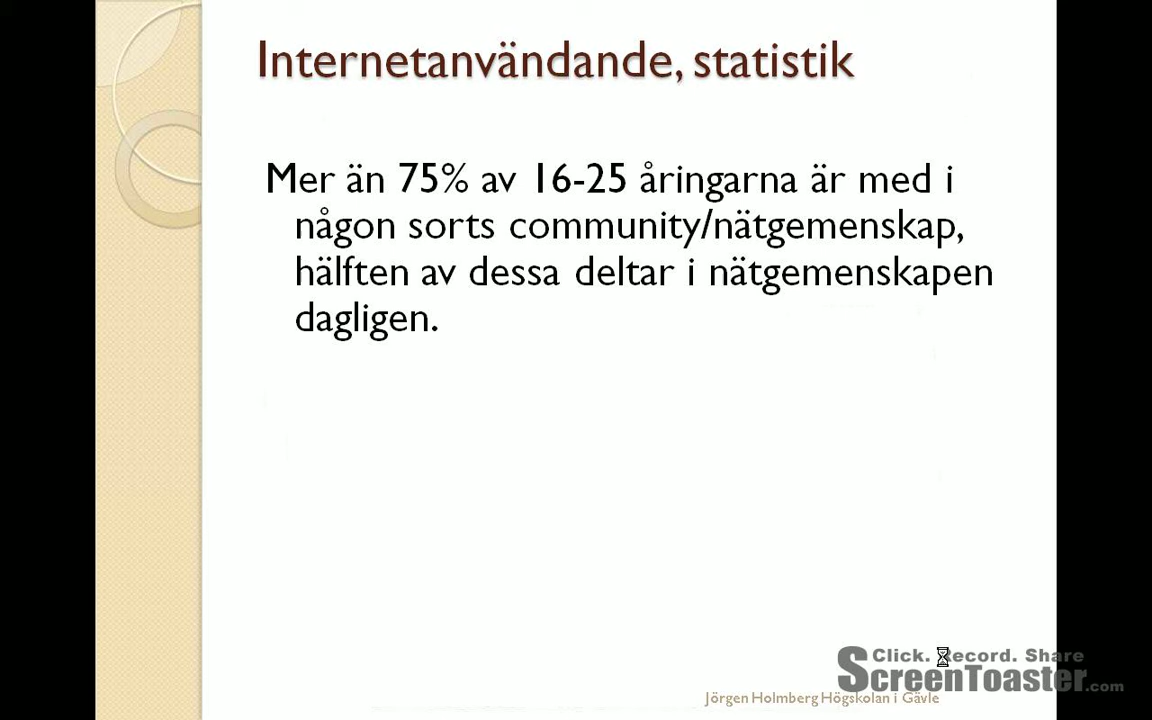 Internetanvändande, statistik
Mer än 75% av 16-25 åringarna är med i
någon sorts community/nätgemenskap,
hälften av dessa deltar i nätgemenskapen
dagligen.
Click. Record. Share
ScreenToaster.com
Jörgen Holmberg Högskolan i Gävle